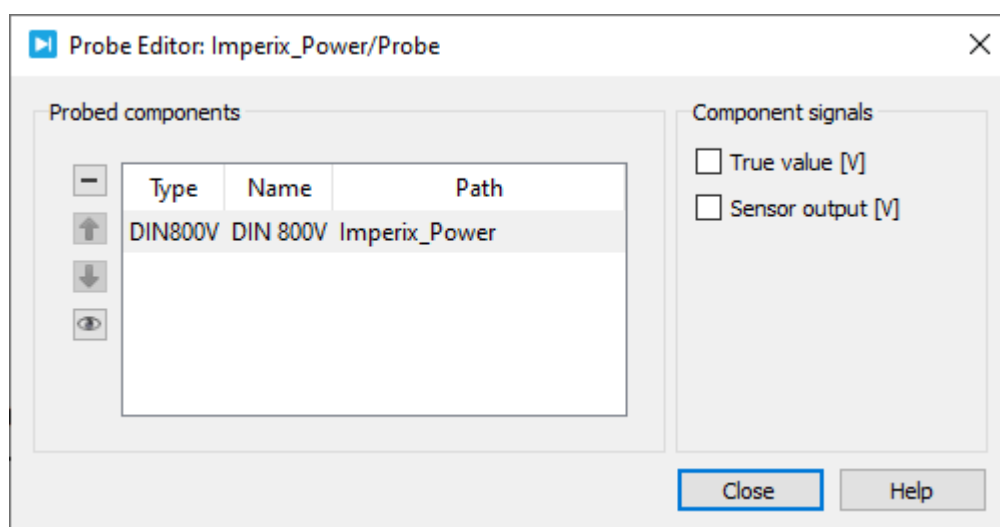 Probe Editor: Imperix_Power/Probe
Probed components
Type Name Path
DIN800V DIN 800V Imperix_Power
Component signals
True value [V]
Sensor output [V]
Close Help